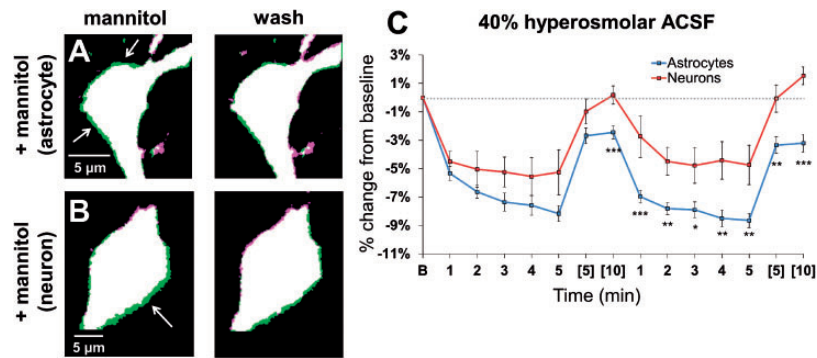 mannitol wash
C 40% hyperosmolar ACSF
A
+ mannitol
(astrocyte)
5 μm
B
+ mannitol
(neuron)
5 μm
Astrocytes
Neurons
% change from baseline
3%
1%
-1%
-3%
-5%
-7%
-9%
-11%
*** *** ** * ** ** ** ***
B 1 2 3 4 5 [5] [10] 1 2 3 4 5 [5] [10]
Time (min)